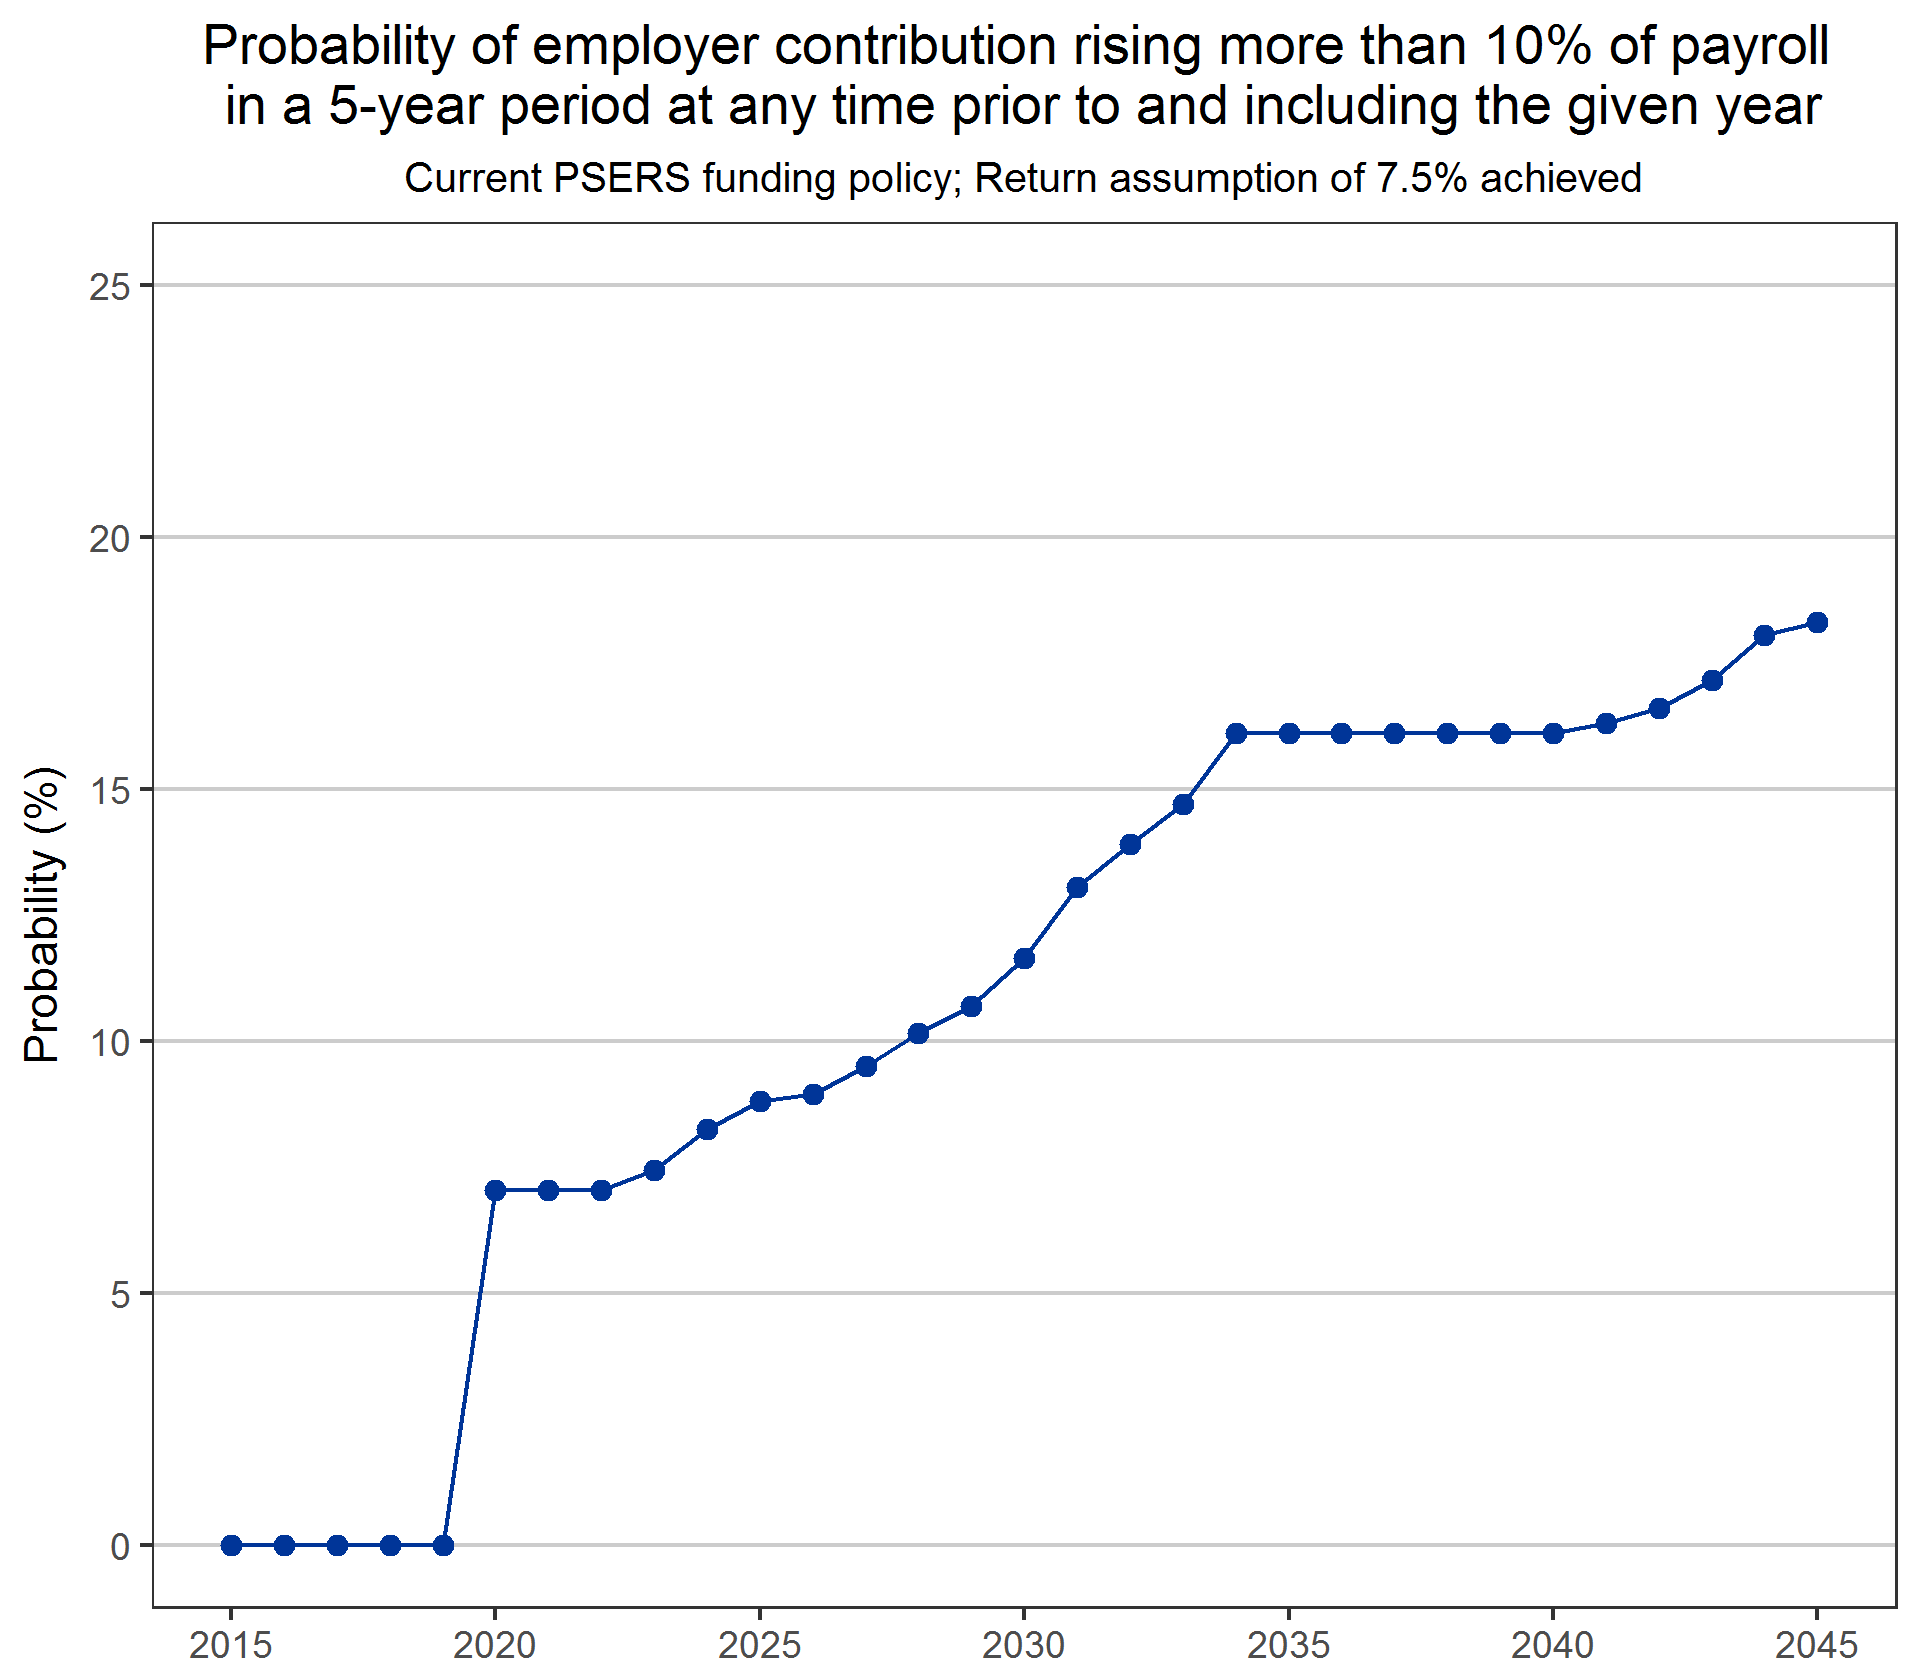 Probability of employer contribution rising more than 10% of payroll
in a 5-year period at any time prior to and including the given year
Current PSERS funding policy; Return assumption of 7.5% achieved
Probability (%)
25
20
15
10
5
0
2015 2020 2025 2030 2035 2040 2045